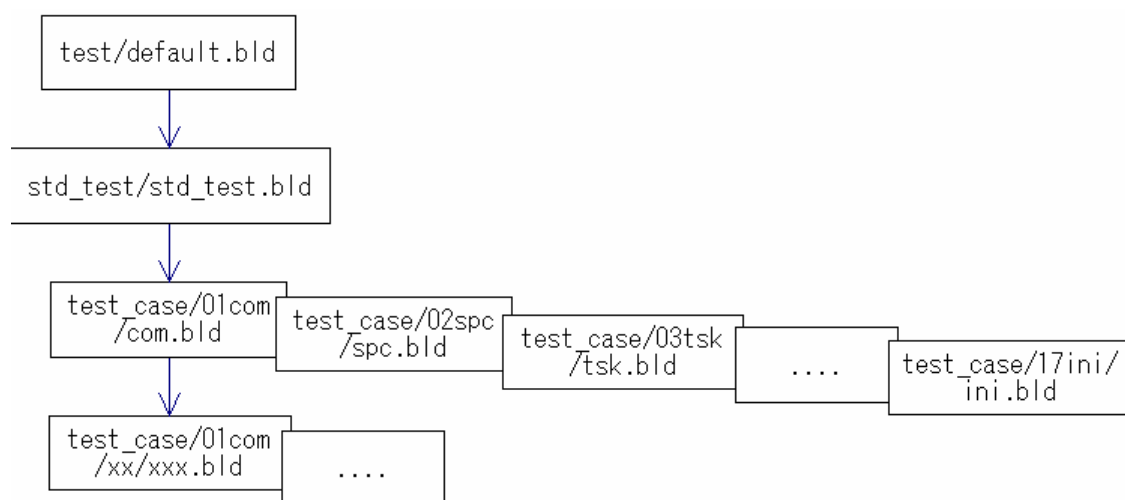 test/default.bld
std_test/std_test.bld
test_case/01com
/com.bld
test_case/02spc
/spc.bld
test_case/03tsk
/tsk.bld
....
test_case/17ini/
ini.bld
test_case/01com
/xx/xxx.bld
....